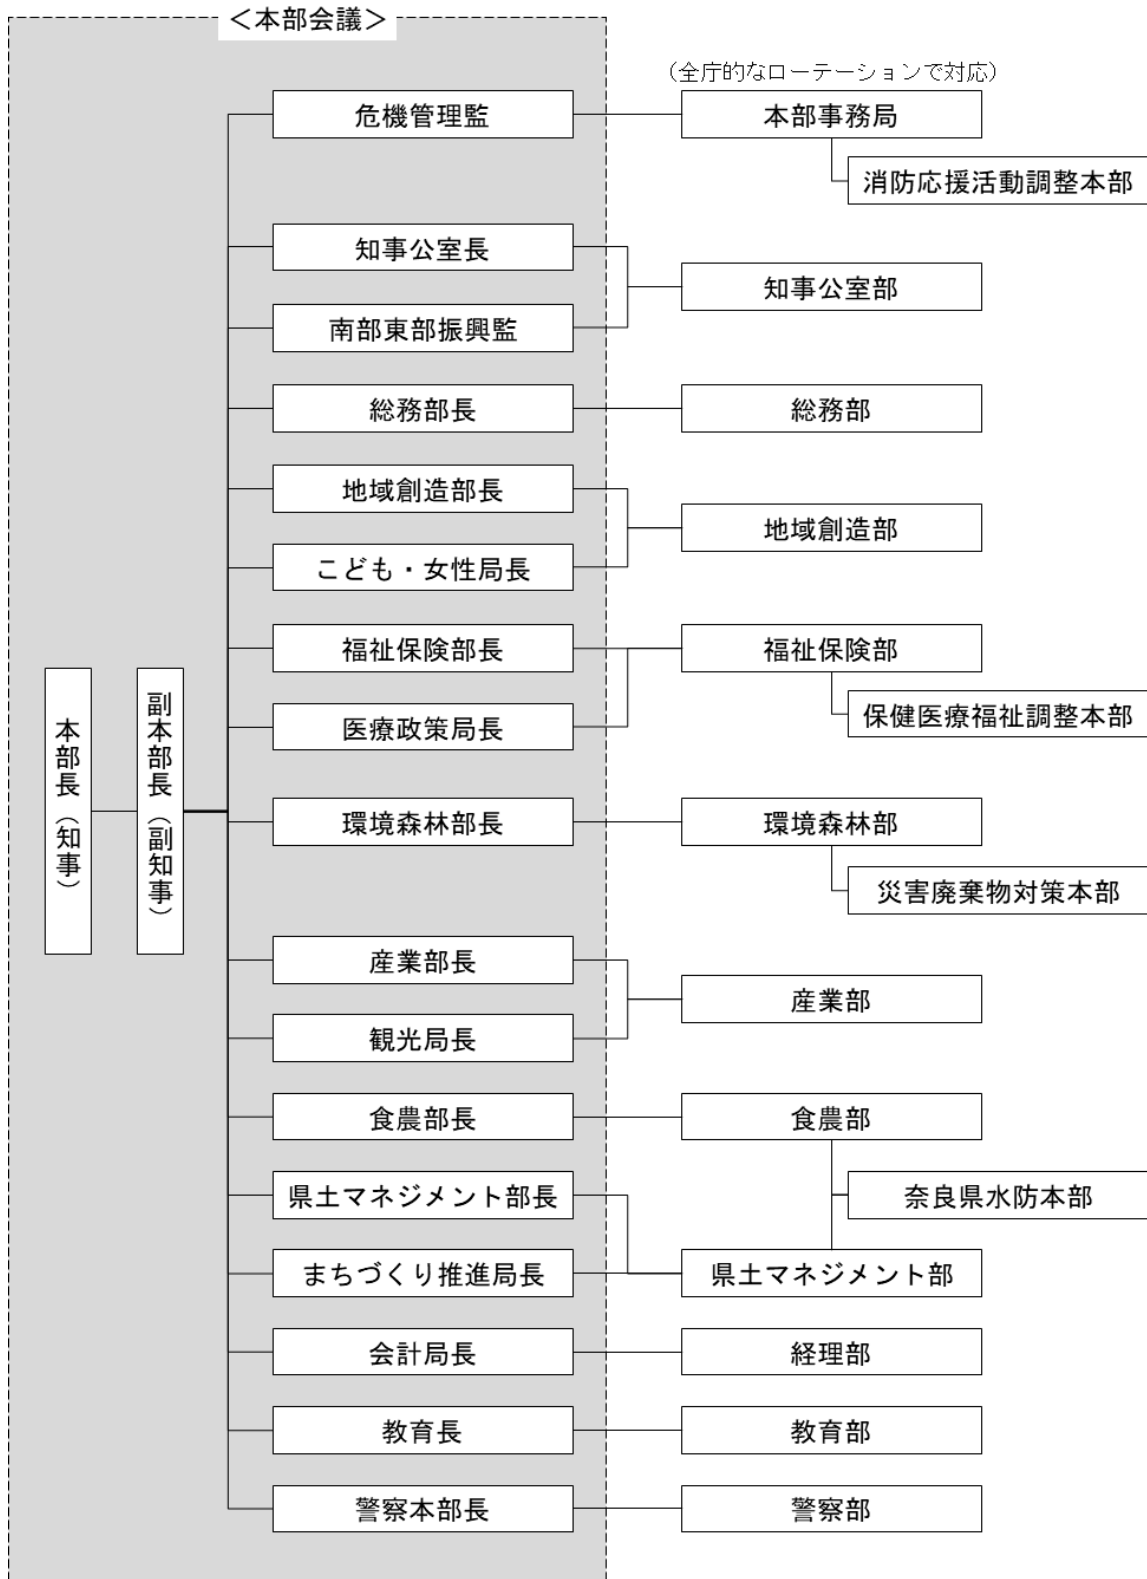 ＜本部会議＞
（全庁的なローテーションで対応）
危機管理監
本部事務局
消防応援活動調整本部
知事公室長
知事公室部
南部東部振興監
総務部長
総務部
地域創造部長
地域創造部
こども・女性局長
福祉保険部長
福祉保険部
医療政策局長
保健医療福祉調整本部
本部長（知事）
副本部長（副知事）
環境森林部長
環境森林部
災害廃棄物対策本部
産業部長
産業部
観光局長
食農部長
食農部
県土マネジメント部長
奈良県水防本部
まちづくり推進局長
県土マネジメント部
会計局長
経理部
教育長
教育部
警察本部長
警察部